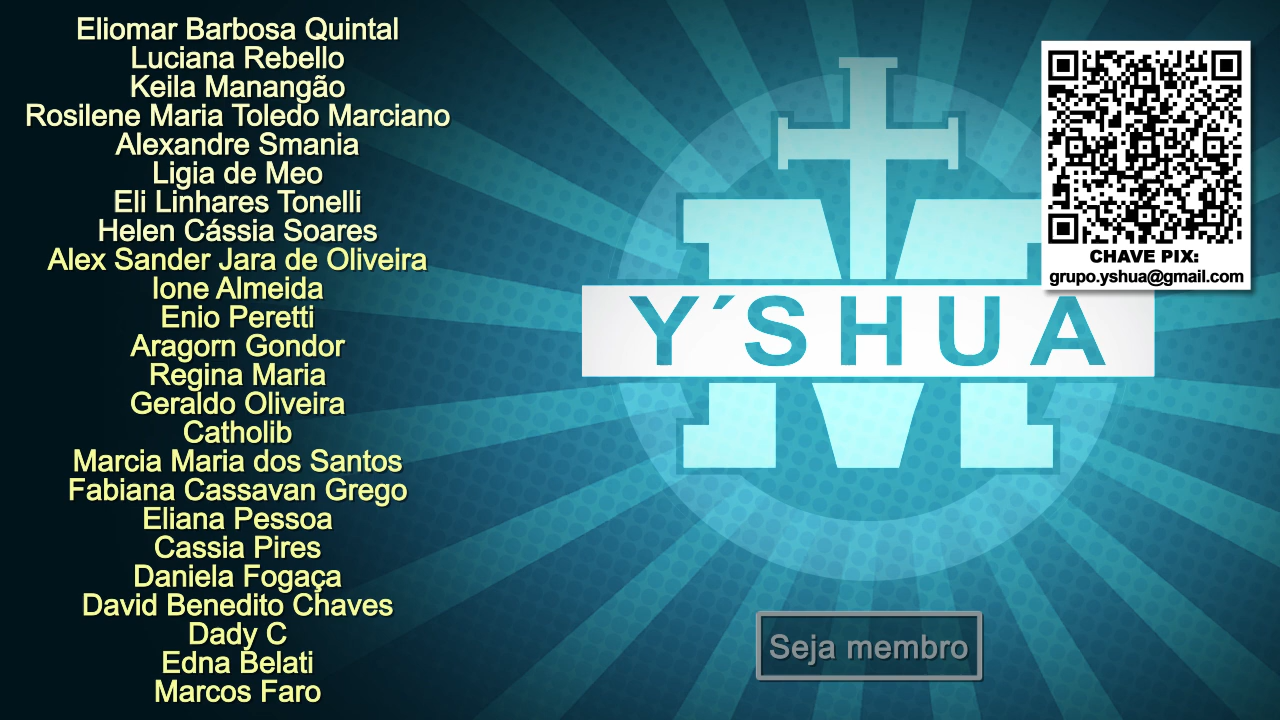 Eliomar Barbosa Quintal
Luciana Rebello
Keila Manangão
Rosilene Maria Toledo Marciano
Alexandre Smania
Ligia de Meo
Eli Linhares Tonelli
Helen Cássia Soares
Alex Sander Jara de Oliveira
Ione Almeida
Enio Peretti
Aragorn Gondor
Regina Maria
Geraldo Oliveira
Catholib
Marcia Maria dos Santos
Fabiana Cassavan Grego
Eliana Pessoa
Cassia Pires
Daniela Fogaça
David Benedito Chaves
Dady C
Edna Belati
Marcos Faro
CHAVE PIX:
grupo.yshua@gmail.com
M
Y´SHUA
Seja membro